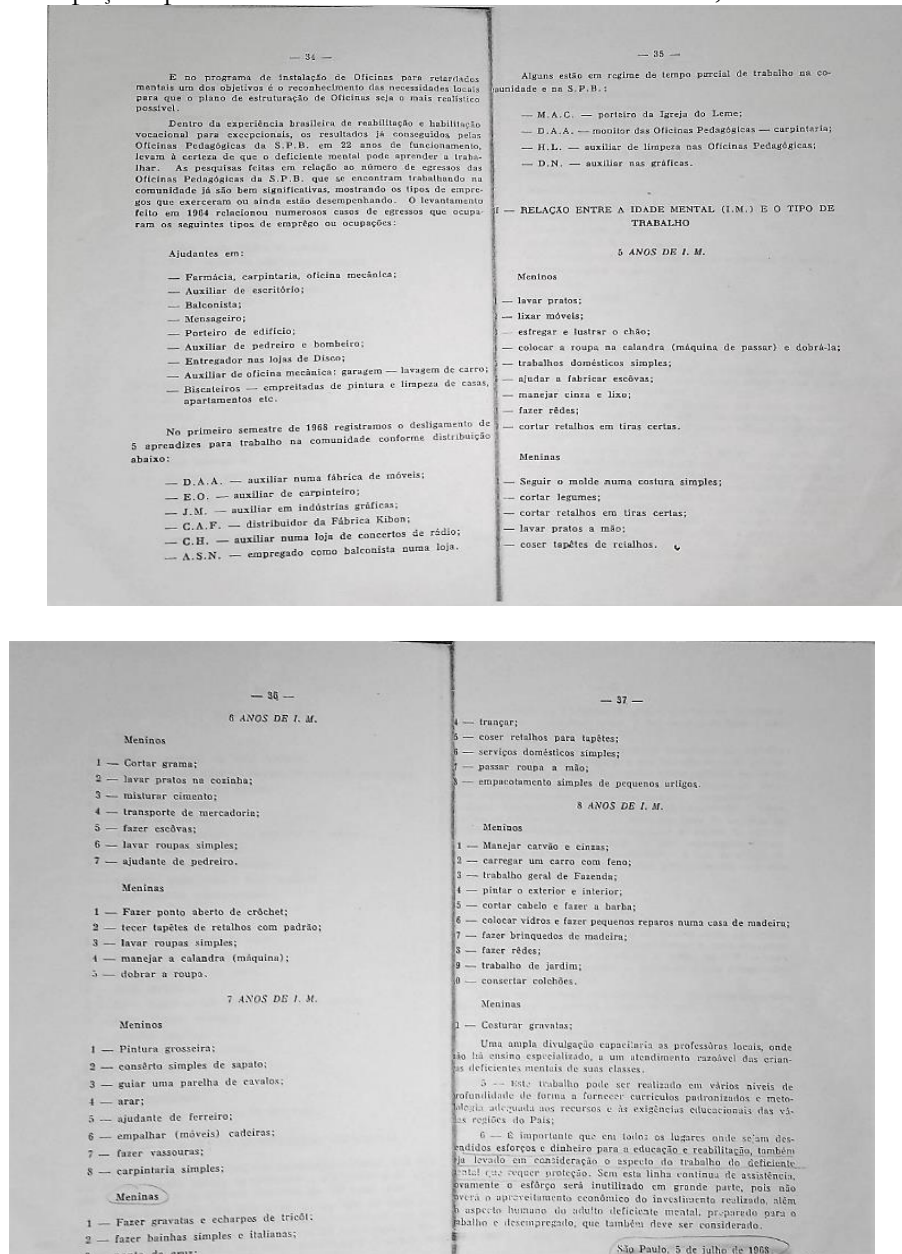 — 34 —
E no programa de instalação de Oficinas para retardados
mentais um dos objetivos é o reconhecimento das necessidades locais
para que o plano de estruturação de Oficinas seja o mais realístico
possível.
Dentro da experiência brasileira de reabilitação e habilitação
vocacional para excepcionais, os resultados já conseguidos pelas
Oficinas Pedagógicas da S.P.B. em 22 anos de funcionamento,
levam à certeza de que o deficiente mental pode aprender a traba-
lhar. As pesquisas feitas em relação ao número de egressos das
Oficinas Pedagógicas da S.P.B. que se encontram trabalhando na
comunidade já são bem significativas, mostrando os tipos de empre-
gos que exerceram ou ainda estão desempenhando. O levantamento
feito em 1964 relacionou numerosos casos de egressos que ocupa-
ram os seguintes tipos de emprêgo ou ocupações:
Ajudantes em:
— Farmácia, carpintaria, oficina mecânica;
— Auxiliar de escritório;
— Balconista;
— Mensageiro;
— Porteiro de edifício;
— Auxiliar de pedreiro e bombeiro;
— Entregador nas lojas de Disco;
— Auxiliar de oficina mecânica: garagem — lavagem de carro;
— Biscateiros — empreitadas de pintura e limpeza de casas,
apartamentos etc.
No primeiro semestre de 1968 registramos o desligamento de
5 aprendizes para trabalho na comunidade conforme distribuição
abaixo:
— D.A.A. — auxiliar numa fábrica de móveis;
— E.O. — auxiliar de carpinteiro;
— J.M. — auxiliar em indústrias gráficas;
— C.A.F. — distribuidor da Fábrica Kibon;
— C.H. — auxiliar numa loja de concertos de rádio;
— A.S.N. — empregado como balconista numa loja.
— 35 —
Alguns estão em regime de tempo parcial de trabalho na co-
munidade e na S.P.B.:
— M.A.C. — porteiro da Igreja do Leme;
— D.A.A. — monitor das Oficinas Pedagógicas — carpintaria;
— H.L. — auxiliar de limpeza nas Oficinas Pedagógicas;
— D.N. — auxiliar nas gráficas.
I — RELAÇÃO ENTRE A IDADE MENTAL (I.M.) E O TIPO DE
TRABALHO
5 ANOS DE I. M.
Meninos
— lavar pratos;
— lixar móveis;
— esfregar e lustrar o chão;
— colocar a roupa na calandra (máquina de passar) e dobrá-la;
— trabalhos domésticos simples;
— ajudar a fabricar escôvas;
— manejar cinza e lixo;
— fazer rêdes;
— cortar retalhos em tiras certas.
Meninas
— Seguir o molde numa costura simples;
— cortar legumes;
— cortar retalhos em tiras certas;
— lavar pratos a mão;
— coser tapêtes de retalhos.
— 36 —
6 ANOS DE I. M.
Meninos
1 — Cortar grama;
2 — lavar pratos na cozinha;
3 — misturar cimento;
4 — transporte de mercadoria;
5 — fazer escôvas;
6 — lavar roupas simples;
7 — ajudante de pedreiro.
Meninas
1 — Fazer ponto aberto de crôchet;
2 — tecer tapêtes de retalhos com padrão;
3 — lavar roupas simples;
4 — manejar a calandra (máquina);
5 — dobrar a roupa.
7 ANOS DE I. M.
Meninos
1 — Pintura grosseira;
2 — consêrto simples de sapato;
3 — guiar uma parelha de cavalos;
4 — arar;
5 — ajudante de ferreiro;
6 — empalhar (móveis) cadeiras;
7 — fazer vassouras;
8 — carpintaria simples;
Meninas
1 — Fazer gravatas e echarpes de tricôt;
2 — fazer bainhas simples e italianas;
— 37 —
4 — trançar;
5 — coser retalhos para tapêtes;
6 — serviços domésticos simples;
7 — passar roupa a mão;
8 — empacotamento simples de pequenos artigos.
8 ANOS DE I. M.
Meninos
1 — Manejar carvão e cinzas;
2 — carregar um carro com feno;
3 — trabalho geral de Fazenda;
4 — pintar o exterior e interior;
5 — cortar cabelo e fazer a barba;
6 — colocar vidros e fazer pequenos reparos numa casa de madeira;
7 — fazer brinquedos de madeira;
8 — fazer rêdes;
9 — trabalho de jardim;
0 — consertar colchões.
Meninas
1 — Costurar gravatas;
Uma ampla divulgação capacitaria as professôras locais, onde
não há ensino especializado, a um atendimento razoável das crian-
ças deficientes mentais de suas classes.
5 — Este trabalho pode ser realizado em vários níveis de
profundidade de forma a fornecer currículos padronizados e meto-
dologia adequada aos recursos e às exigências educacionais das vá-
rias regiões do País;
6 — É importante que em todos os lugares onde sejam des-
pendidos esforços e dinheiro para a educação e reabilitação, também
seja levado em consideração o aspecto do trabalho do deficiente
mental que requer proteção. Sem esta linha contínua de assistência,
novamente o esfôrço será inutilizado em grande parte, pois não
haverá o aproveitamento econômico do investimento realizado, além
o aspecto humano do adulto deficiente mental, preparado para o
trabalho e desempregado, que também deve ser considerado.
São Paulo, 5 de julho de 1968